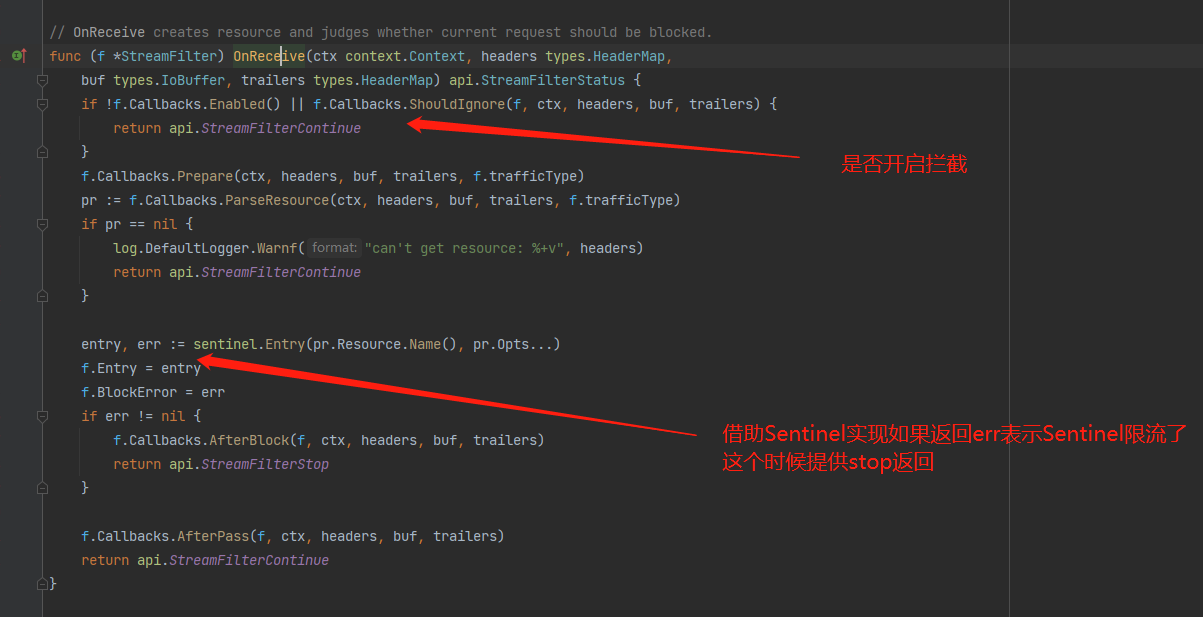 // OnReceive creates resource and judges whether current request should be blocked.
func (f *StreamFilter) OnReceive(ctx context.Context, headers types.HeaderMap,
buf types.IoBuffer, trailers types.HeaderMap) api.StreamFilterStatus {
if !f.Callbacks.Enabled() || f.Callbacks.ShouldIgnore(f, ctx, headers, buf, trailers) {
return api.StreamFilterContinue
}
是否开启拦截
f.Callbacks.Prepare(ctx, headers, buf, trailers, f.trafficType)
pr := f.Callbacks.ParseResource(ctx, headers, buf, trailers, f.trafficType)
if pr == nil {
log.DefaultLogger.Warnf( format: "can't get resource: %+v", headers)
return api.StreamFilterContinue
}
entry, err := sentinel.Entry(pr.Resource.Name(), pr.Opts...)
f.Entry = entry
f.BlockError = err
if err != nil {
f.Callbacks.AfterBlock(f, ctx, headers, buf, trailers)
return api.StreamFilterStop
}
借助Sentinel实现如果返回err表示Sentinel限流了
这个时候提供stop返回
f.Callbacks.AfterPass(f, ctx, headers, buf, trailers)
return api.StreamFilterContinue
}